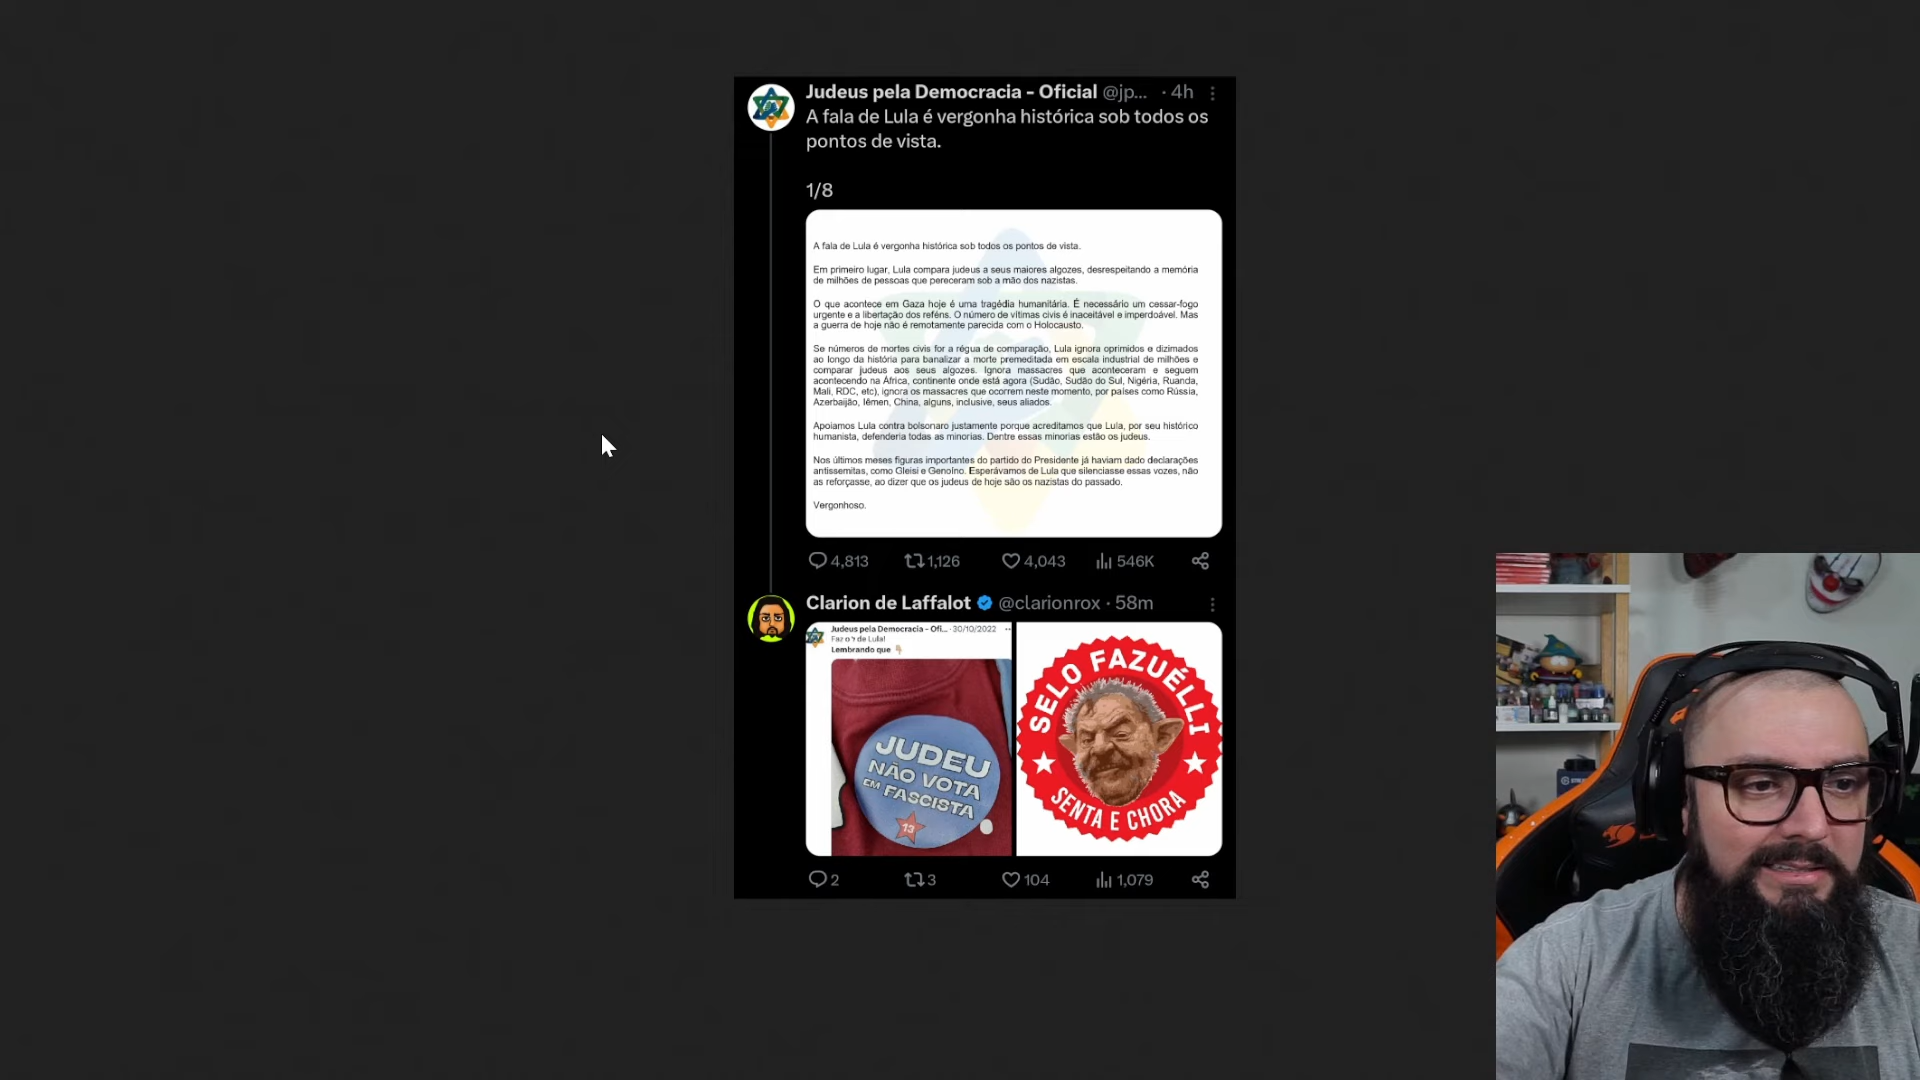 Judeus pela Democracia - Oficial @jp... · 4h
A fala de Lula é vergonha histórica sob todos os
pontos de vista.
1/8
A fala de Lula é vergonha histórica sob todos os pontos de vista.
Em primeiro lugar, Lula compara judeus a seus maiores algozes, desrespeitando a memória
de milhões de pessoas que pereceram sob a mão dos nazistas.
O que acontece em Gaza hoje é uma tragédia humanitária. É necessário um cessar-fogo
urgente e a libertação dos reféns. O número de vítimas civis é inaceitável e imperdoável. Mas
a guerra de hoje não é remotamente parecida com o Holocausto.
Se números de mortes civis for a régua de comparação, Lula ignora oprimidos e dizimados
ao longo da história para banalizar a morte premeditada em escala industrial de milhões e
comparar judeus aos seus algozes. Ignora massacres que aconteceram e seguem
acontecendo na África, continente onde está agora (Sudão, Sudão do Sul, Nigéria, Ruanda,
Mali, RDC, etc), ignora os massacres que ocorrem neste momento, por países como Rússia,
Azerbaijão, Iêmen, China, alguns, inclusive, seus aliados.
Apoiamos Lula contra bolsonaro justamente porque acreditamos que Lula, por seu histórico
humanista, defenderia todas as minorias. Dentre essas minorias estão os judeus.
Nos últimos meses figuras importantes do partido do Presidente já haviam dado declarações
antissemitas, como Gleisi e Genoíno. Esperávamos de Lula que silenciasse essas vozes, não
as reforçasse, ao dizer que os judeus de hoje são os nazistas do passado.
Vergonhoso.
4,813 1,126 4,043 546K
Clarion de Laffalot @clarionrox · 58m
Judeus pela Democracia - Ofi... · 30/10/2022
Faz o ל de Lula!
Lembrando que
JUDEU
NÃO VOTA
EM FASCISTA
13
SELO FAZUÉLLI
SENTA E CHORA
2 3 104 1,079